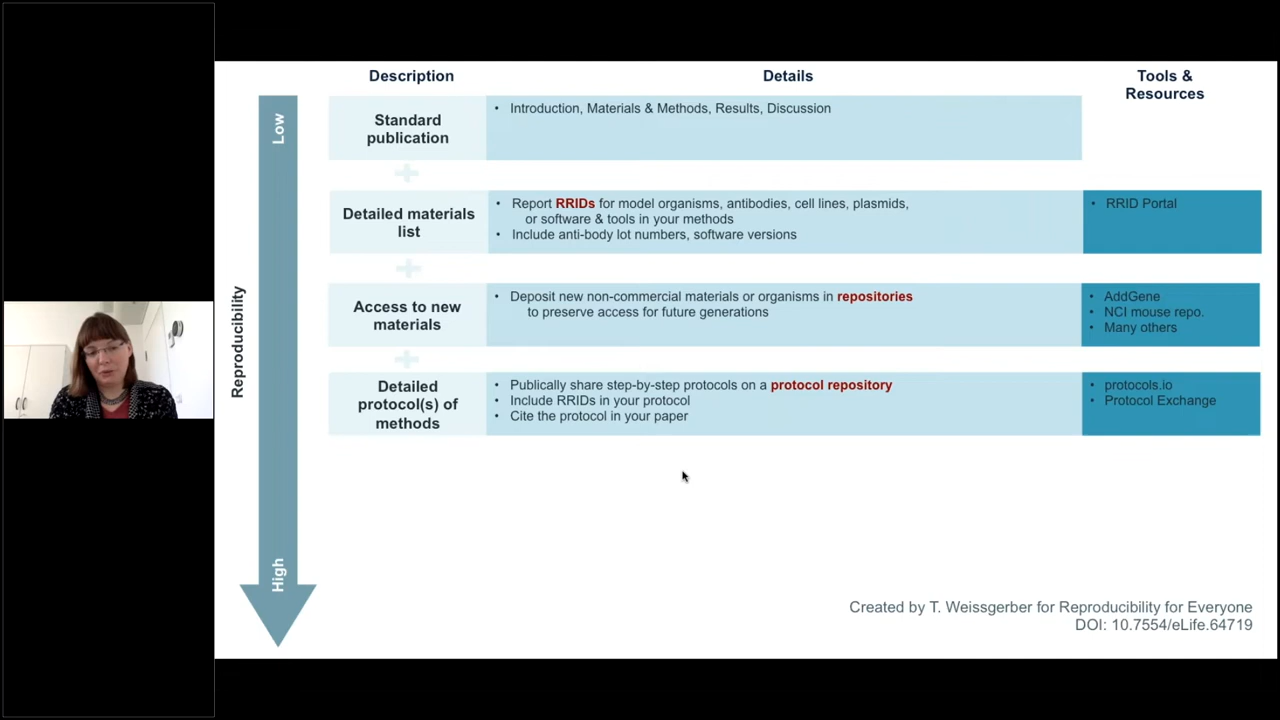 Description
Details
Tools &
Resources
Low
Standard
publication
• Introduction, Materials & Methods, Results, Discussion
Detailed materials
list
• Report RRIDs for model organisms, antibodies, cell lines, plasmids,
or software & tools in your methods
• Include anti-body lot numbers, software versions
• RRID Portal
Reproducibility
Access to new
materials
• Deposit new non-commercial materials or organisms in repositories
to preserve access for future generations
• AddGene
• NCI mouse repo.
• Many others
Detailed
protocol(s) of
methods
• Publically share step-by-step protocols on a protocol repository
• Include RRIDs in your protocol
• Cite the protocol in your paper
• protocols.io
• Protocol Exchange
High
Created by T. Weissgerber for Reproducibility for Everyone
DOI: 10.7554/eLife.64719